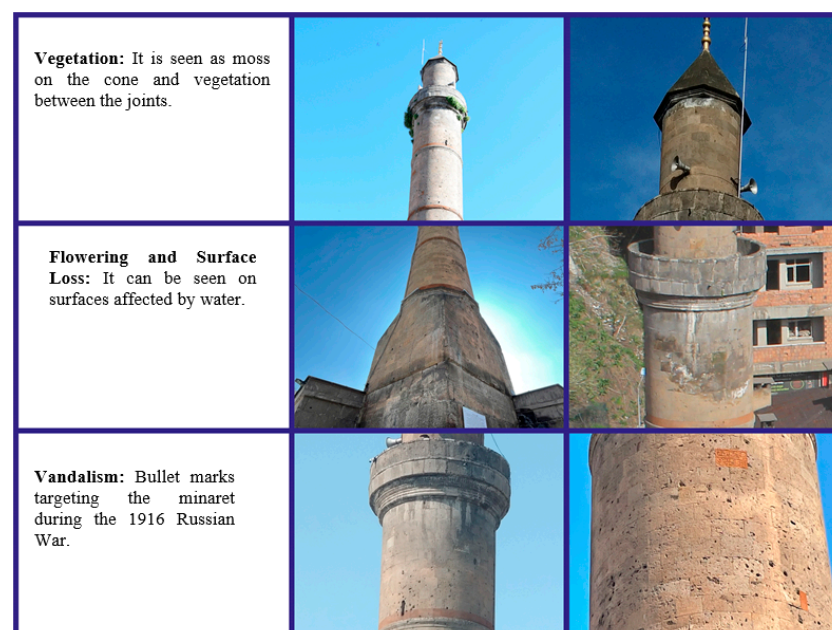 Vegetation: It is seen as moss
on the cone and vegetation
between the joints.
Flowering and Surface
Loss: It can be seen on
surfaces affected by water.
Vandalism: Bullet marks
targeting the minaret
during the 1916 Russian
War.